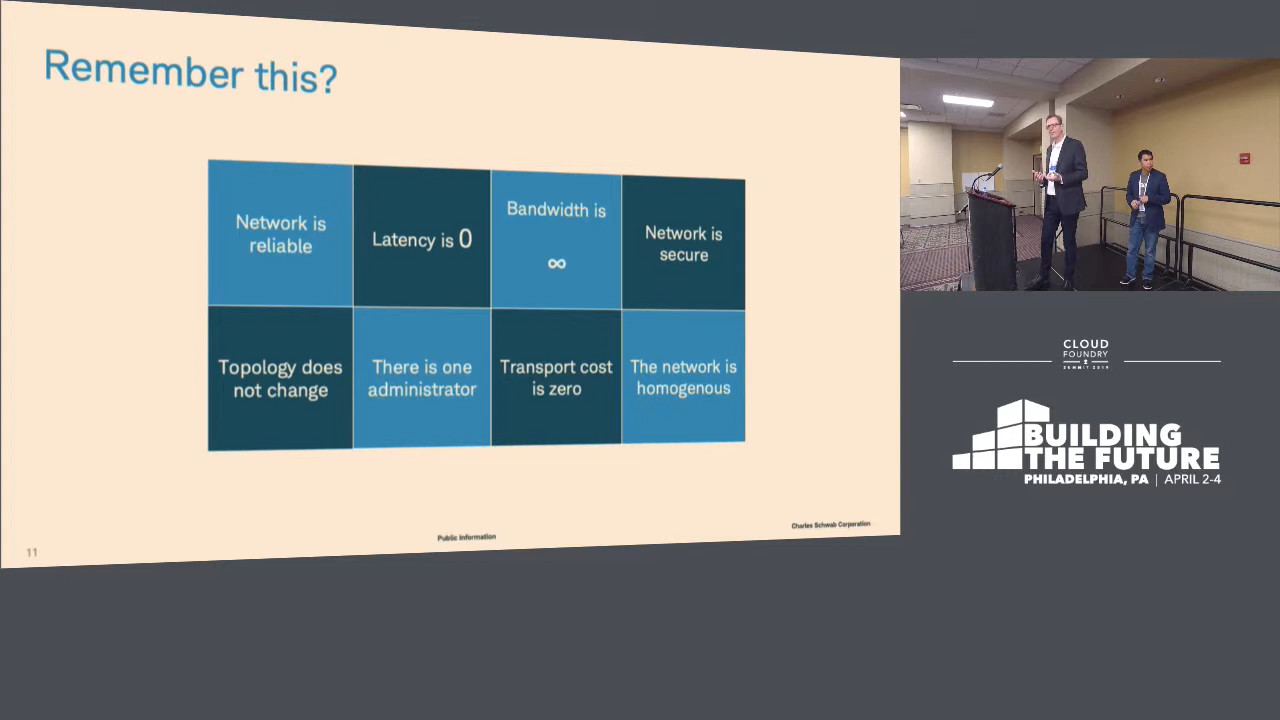 Remember this?
Network is
reliable
Latency is 0
Bandwidth is
∞
Network is
secure
Topology does
not change
There is one
administrator
Transport cost
is zero
The network is
homogenous
11
Public Information
Charles Schwab Corporation
CLOUD
FOUNDRY
SUMMIT 2019
BUILDING
THE FUTURE
PHILADELPHIA, PA | APRIL 2-4